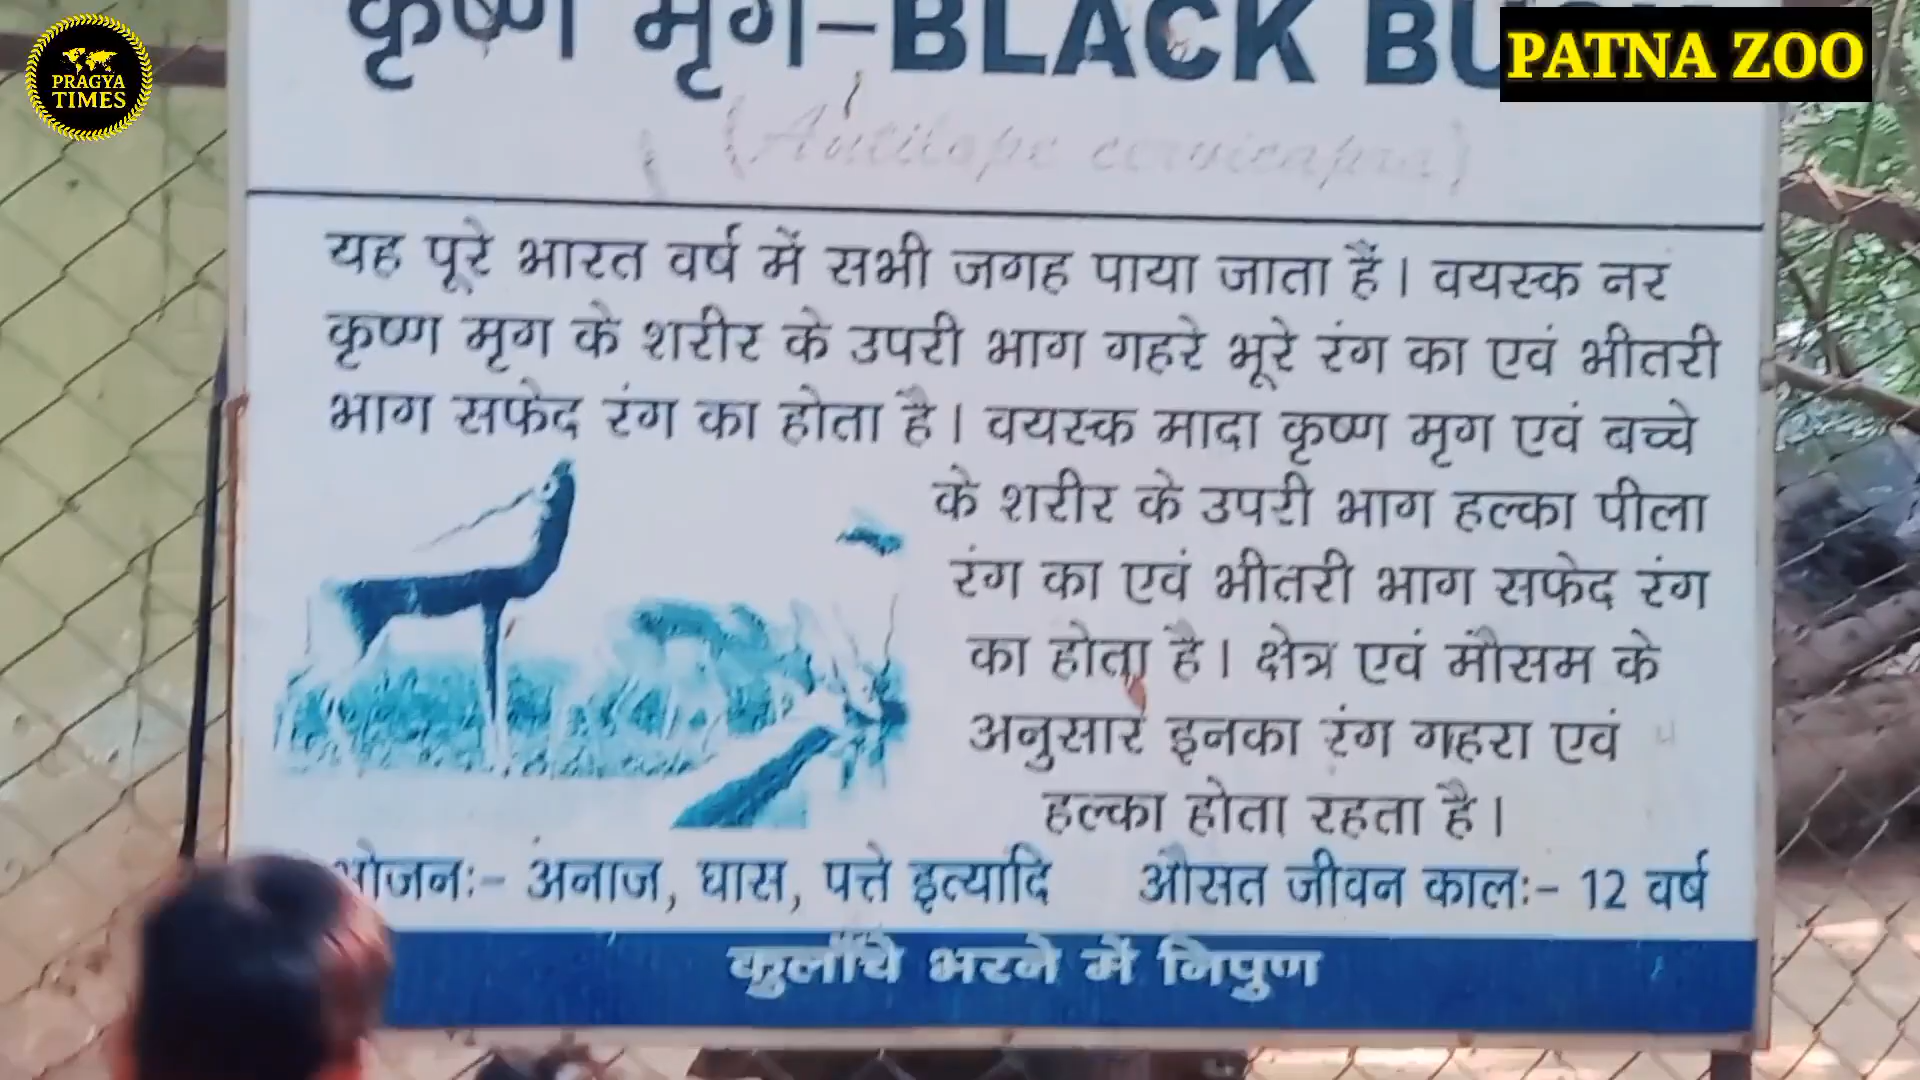 PRAGYA
TIMES
PATNA ZOO
कृष्ण मृग-BLACK
(Antilope cervicapra)
यह पूरे भारत वर्ष में सभी जगह पाया जाता हैं। वयस्क नर
कृष्ण मृग के शरीर के उपरी भाग गहरे भूरे रंग का एवं भीतरी
भाग सफेद रंग का होता है। वयस्क मादा कृष्ण मृग एवं बच्चे
के शरीर के उपरी भाग हल्का पीला
रंग का एवं भीतरी भाग सफेद रंग
का होता है। क्षेत्र एवं मौसम के
अनुसार इनका रंग गहरा एवं
हल्का होता रहता है।
भोजनः- अनाज, घास, पत्ते इत्यादि औसत जीवन कालः- 12 वर्ष
कुलाँचे भरने में निपुण